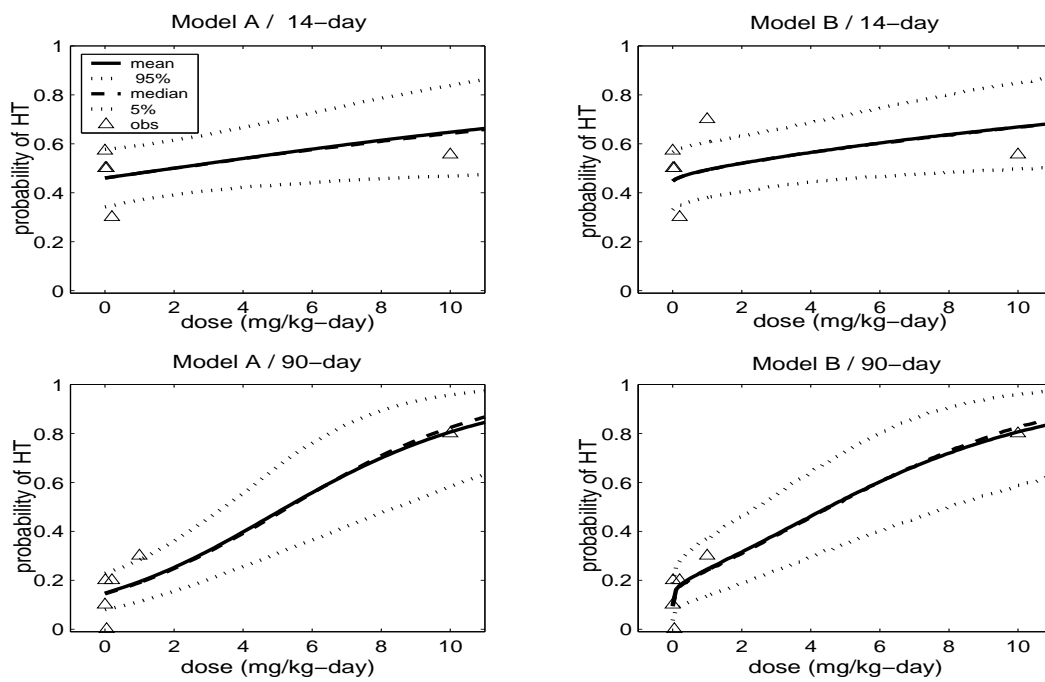 Model A / 14−day
1
0.8
0.6
0.4
0.2
0
probability of HT
mean
95%
median
5%
obs
0 2 4 6 8 10
dose (mg/kg−day)
Model B / 14−day
1
0.8
0.6
0.4
0.2
0
probability of HT
0 2 4 6 8 10
dose (mg/kg−day)
Model A / 90−day
1
0.8
0.6
0.4
0.2
0
probability of HT
0 2 4 6 8 10
dose (mg/kg−day)
Model B / 90−day
1
0.8
0.6
0.4
0.2
0
probability of HT
0 2 4 6 8 10
dose (mg/kg−day)